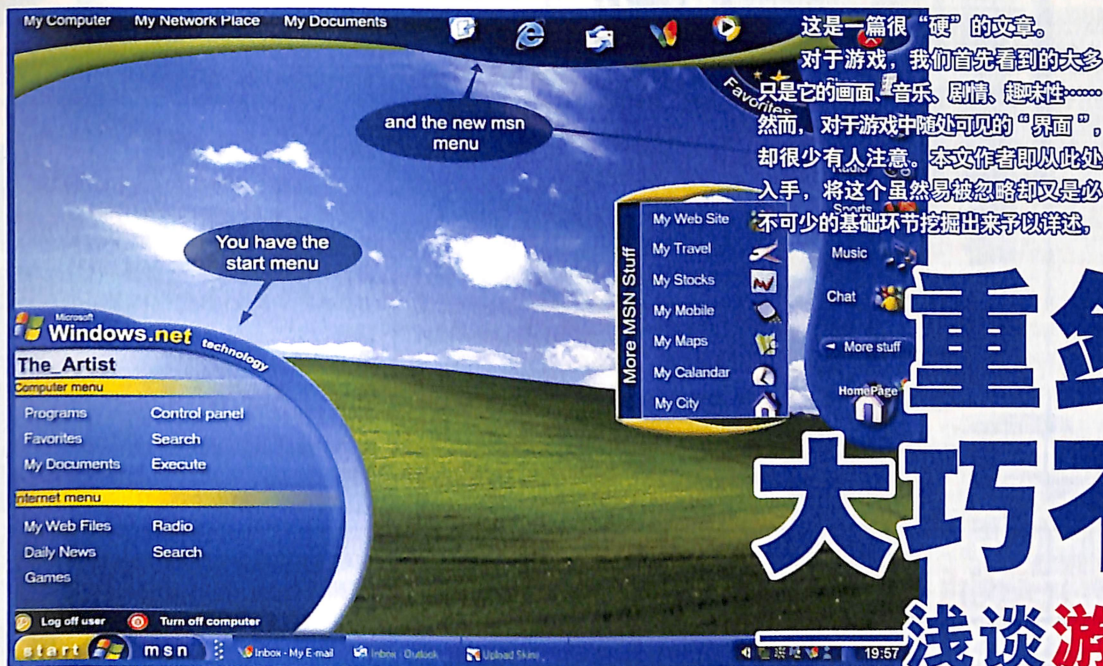 My Computer My Network Place My Documents
这是一篇很“硬”的文章。
对于游戏，我们首先看到的大多
只是它的画面、音乐、剧情、趣味性……
然而，对于游戏中随处可见的“界面”，
却很少有人注意。本文作者即从此处
入手，将这个虽然易被忽略却又是必
不可少的基础环节挖掘出来予以详述，
Favorites
and the new msn
menu
You have the
start menu
More MSN Stuff
My Web Site
My Travel
My Stocks
My Mobile
My Maps
My Calandar
My City
Radio
Sports
Music
Chat
More stuff
HomePage
重剑
大巧不
——浅谈游
Microsoft
Windows.net
technology
The_Artist
Computer menu
Programs Control panel
Favorites Search
My Documents Execute
Internet menu
My Web Files Radio
Daily News Search
Games
Log off user Turn off computer
start msn Inbox - My E-mail Inbox - Outlook Upload Skins 19:57